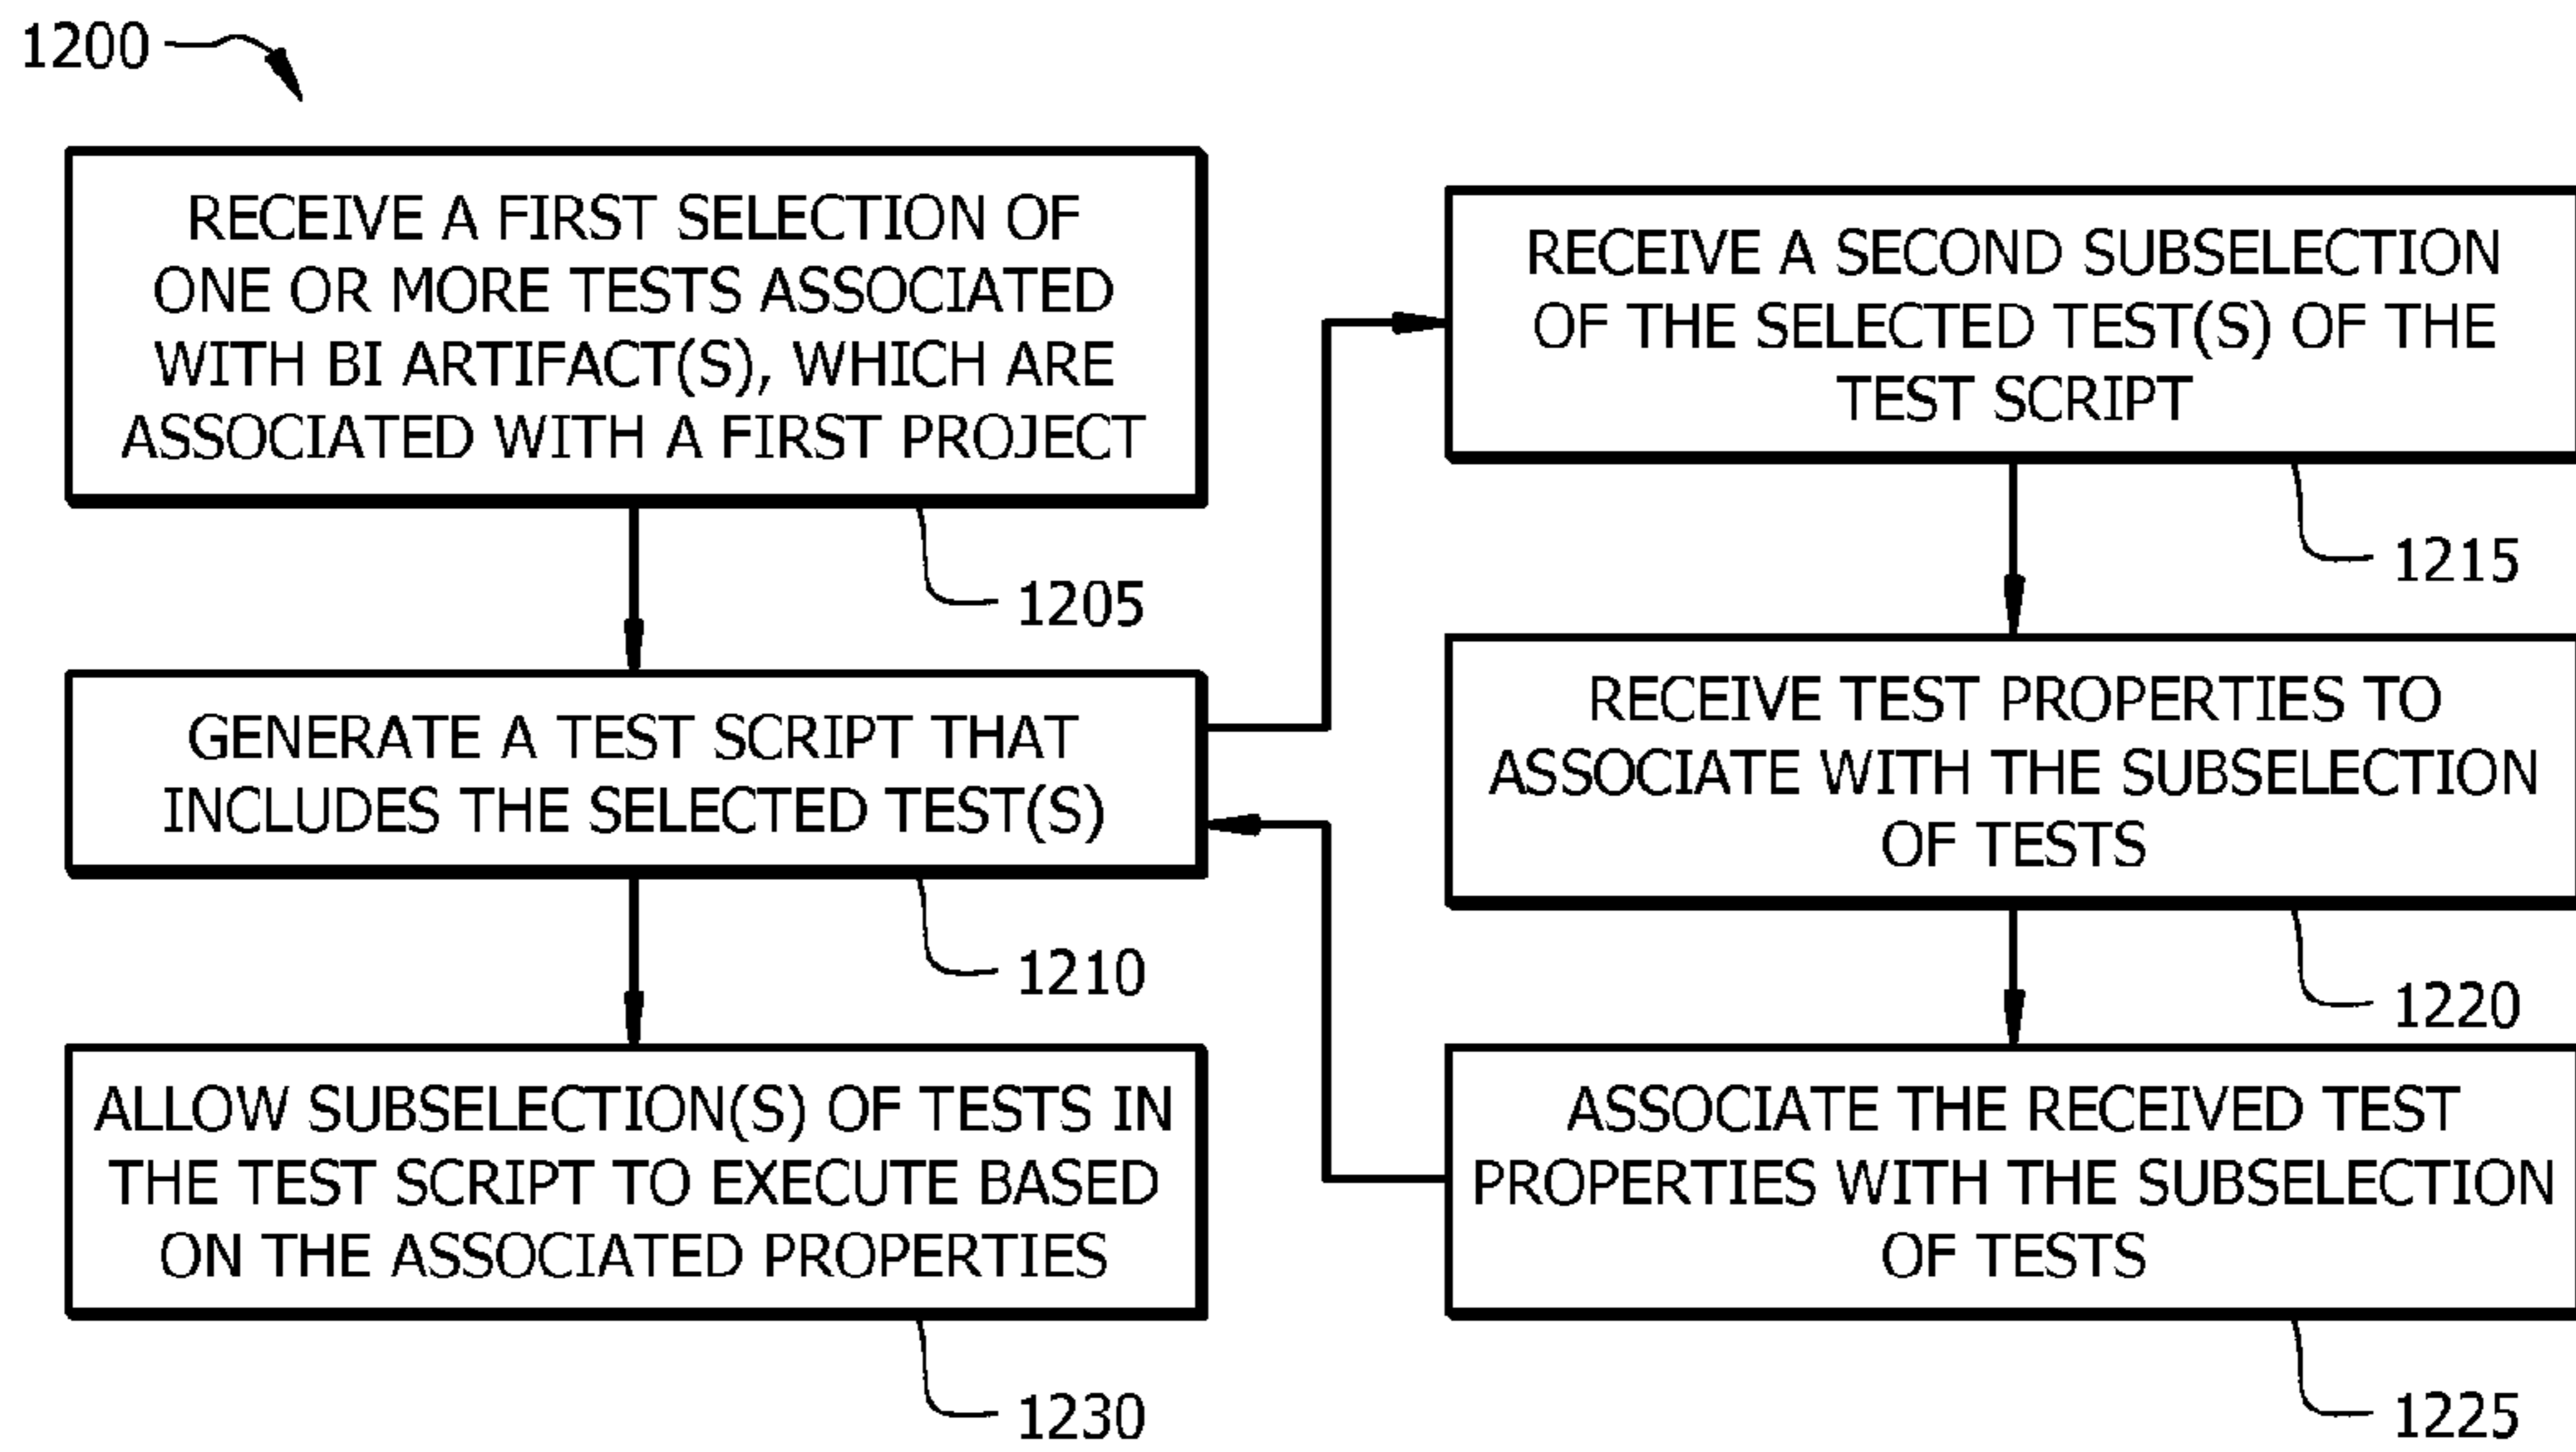 1200
RECEIVE A FIRST SELECTION OF
ONE OR MORE TESTS ASSOCIATED
WITH BI ARTIFACT(S), WHICH ARE
ASSOCIATED WITH A FIRST PROJECT
1205
GENERATE A TEST SCRIPT THAT
INCLUDES THE SELECTED TEST(S)
1210
ALLOW SUBSELECTION(S) OF TESTS IN
THE TEST SCRIPT TO EXECUTE BASED
ON THE ASSOCIATED PROPERTIES
1230
RECEIVE A SECOND SUBSELECTION
OF THE SELECTED TEST(S) OF THE
TEST SCRIPT
1215
RECEIVE TEST PROPERTIES TO
ASSOCIATE WITH THE SUBSELECTION
OF TESTS
1220
ASSOCIATE THE RECEIVED TEST
PROPERTIES WITH THE SUBSELECTION
OF TESTS
1225